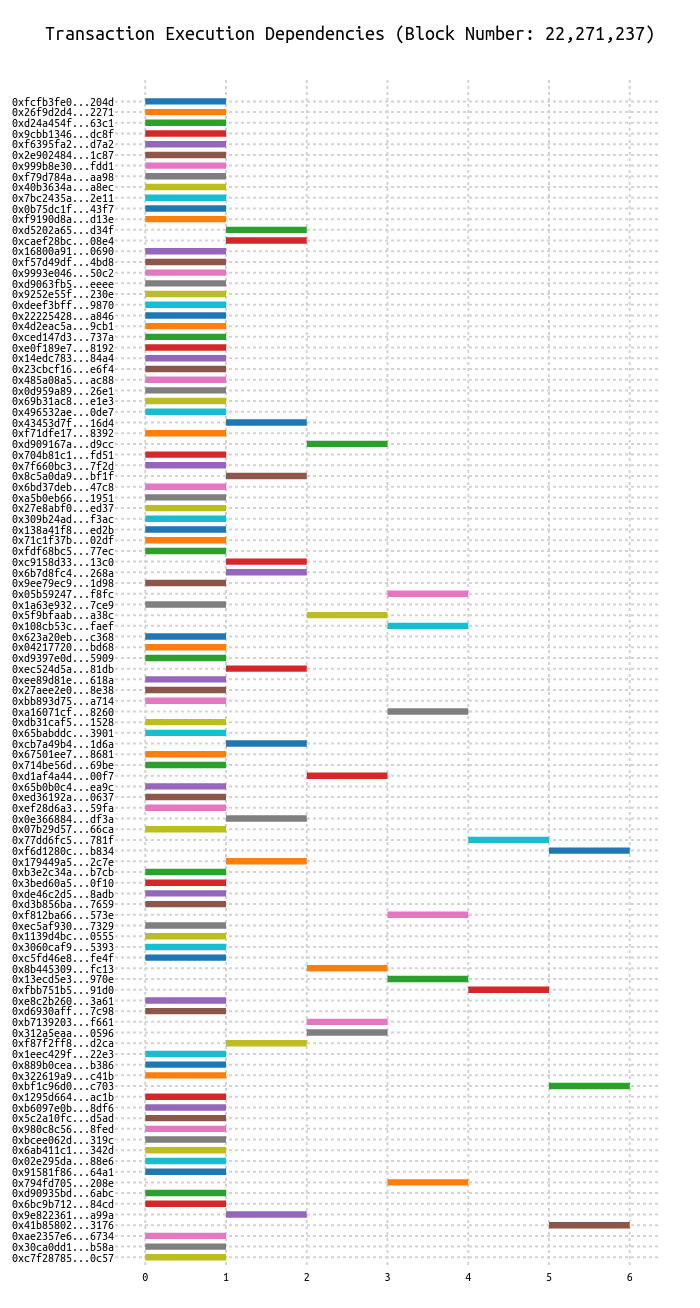 Transaction Execution Dependencies (Block Number: 22,271,237)
0xfcfb3fe0...204d
0x26f9d2d4...2271
0xd24a454f...63c1
0x9cbb1346...dc8f
0xf6395fa2...d7a2
0x2e902484...1c87
0x999b8e30...fdd1
0xf79d784a...aa98
0x40b3634a...a8ec
0x7bc2435a...2e11
0x0b75dc1f...43f7
0xf9190d8a...d13e
0xd5202a65...d34f
0xcaef28bc...08e4
0x16800a91...0690
0xf57d49df...4bd8
0x9993e046...50c2
0xd9063fb5...eeee
0x9252e55f...230e
0xdeef3bff...9870
0x22225428...a846
0x4d2eac5a...9cb1
0xced147d3...737a
0xe0f189e7...8192
0x14edc783...84a4
0x23cbcf16...e6f4
0x485a08a5...ac88
0x0d959a89...26e1
0x69b31ac8...e1e3
0x496532ae...0de7
0x43453d7f...16d4
0xf71dfe17...8392
0xd909167a...d9cc
0x704b81c1...fd51
0x7f660bc3...7f2d
0x8c5a0da9...bf1f
0x6bd37deb...47c8
0xa5b0eb66...1951
0x27e8abf0...ed37
0x309b24ad...f3ac
0x138a41f8...ed2b
0x71c1f37b...02df
0xfdf68bc5...77ec
0xc9158d33...13c0
0x6b7d8fc4...268a
0x9ee79ec9...1d98
0x05b59247...f8fc
0x1a63e932...7ce9
0x5f9bfaab...a38c
0x108cb53c...faef
0x623a20eb...c368
0x04217720...bd68
0xd9397e0d...5909
0xec524d5a...81db
0xee89d81e...618a
0x27aee2e0...8e38
0xbb893d75...a714
0xa16071cf...8260
0xdb31caf5...1528
0x65babddc...3901
0xcb7a49b4...1d6a
0x67501ee7...8681
0x714be56d...69be
0xd1af4a44...00f7
0x65b0b0c4...ea9c
0xed36192a...0637
0xef28d6a3...59fa
0x0e366884...df3a
0x07b29d57...66ca
0x77dd6fc5...781f
0xf6d1280c...b834
0x179449a5...2c7e
0xb3e2c34a...b7cb
0x3bed60a5...0f10
0xde46c2d5...8adb
0xd3b856ba...7659
0xf812ba66...573e
0xec5af930...7329
0x1139d4bc...0555
0x3060caf9...5393
0xc5fd46e8...fe4f
0x8b445309...fc13
0x13ecd5e3...970e
0xfbb751b5...91d0
0xe8c2b260...3a61
0xd6930aff...7c98
0xb7139203...f661
0x312a5eaa...0596
0xf87f2ff8...d2ca
0x1eec429f...22e3
0x889b0cea...b386
0x322619a9...c41b
0xbf1c96d0...c703
0x1295d664...ac1b
0xb6097e0b...8df6
0x5c2a10fc...d5ad
0x980c8c56...8fed
0xbcee062d...319c
0x6ab411c1...342d
0x02e295da...88e6
0x91581f86...64a1
0x794fd705...208e
0xd90935bd...6abc
0x6bc9b712...84cd
0x9e822361...a99a
0x41b85802...3176
0xae2357e6...6734
0x30ca0dd1...b58a
0xc7f28785...0c57
0 1 2 3 4 5 6